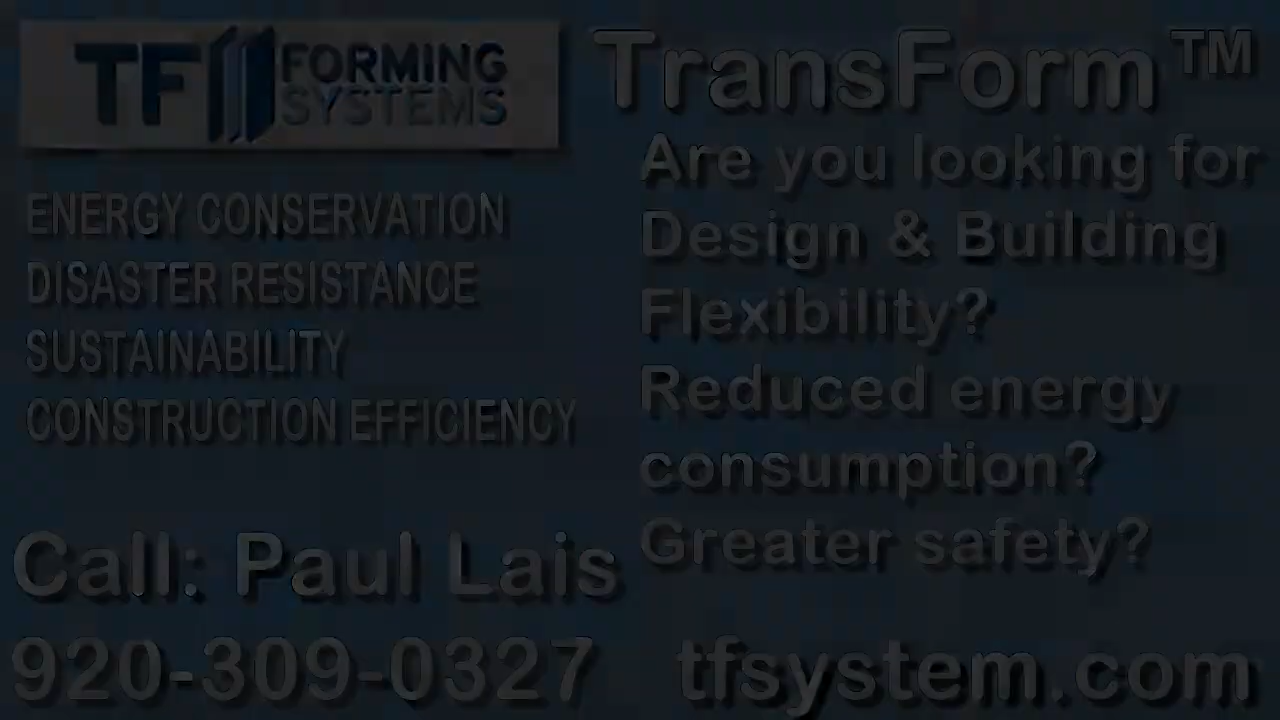 TF FORMING SYSTEMS
ENERGY CONSERVATION
DISASTER RESISTANCE
SUSTAINABILITY
CONSTRUCTION EFFICIENCY
Call: Paul Lais
920-309-0327
TransForm™
Are you looking for
Design & Building
Flexibility?
Reduced energy
consumption?
Greater safety?
tfsystem.com